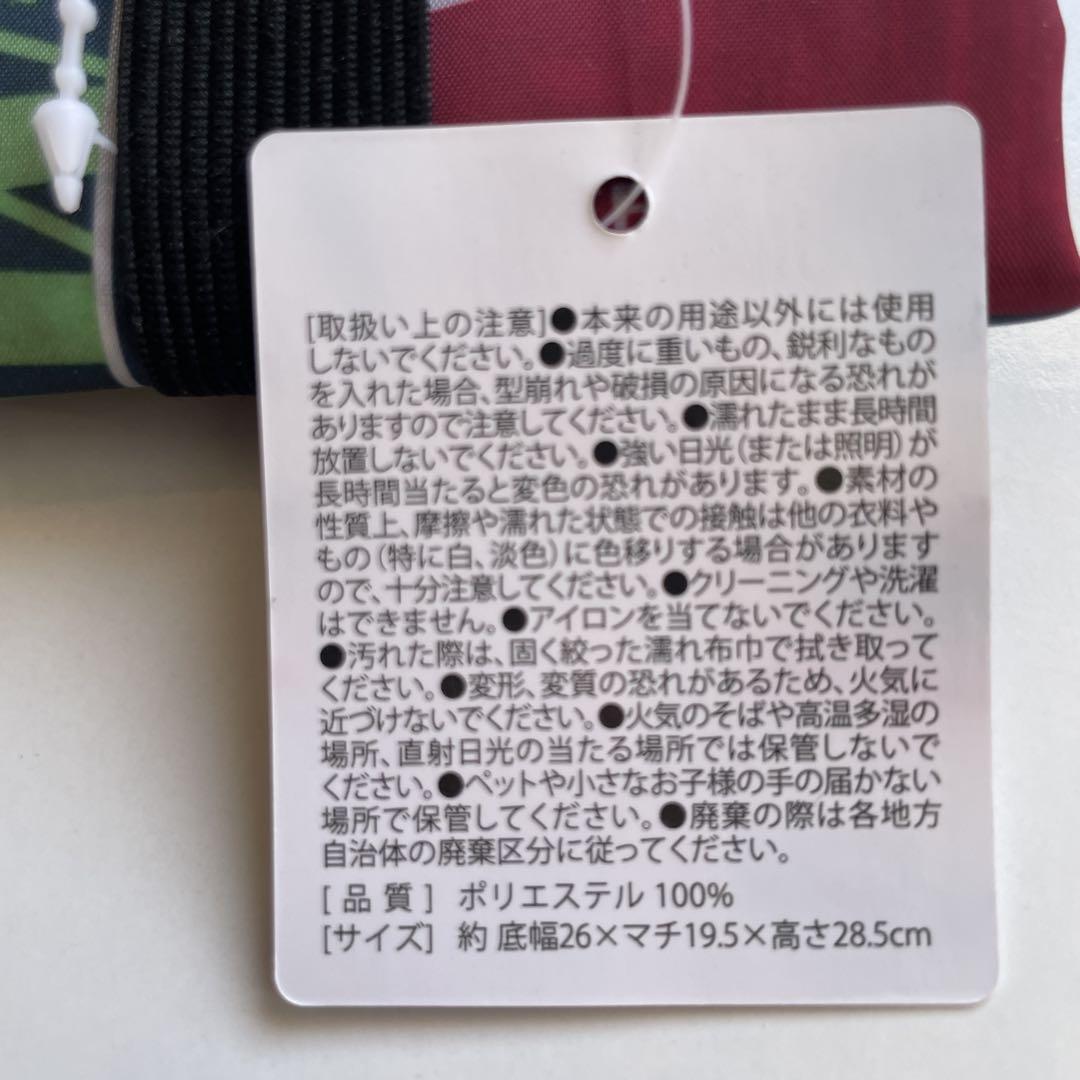 [取扱い上の注意]●本来の用途以外には使用
しないでください。●過度に重いもの、鋭利なもの
を入れた場合、型崩れや破損の原因になる恐れが
ありますので注意してください。●濡れたまま長時間
放置しないでください。●強い日光(または照明)が
長時間当たると変色の恐れがあります。●素材の
性質上、摩擦や濡れた状態での接触は他の衣料や
もの(特に白、淡色)に色移りする場合があります
ので、十分注意してください。●クリーニングや洗濯
はできません。●アイロンを当てないでください。
●汚れた際は、固く絞った濡れ布巾で拭き取って
ください。●変形、変質の恐れがあるため、火気に
近づけないでください。●火気のそばや高温多湿の
場所、直射日光の当たる場所では保管しないで
ください。●ペットや小さなお子様の手の届かない
場所で保管してください。●廃棄の際は各地方
自治体の廃棄区分に従ってください。
[品質] ポリエステル 100%
[サイズ] 約 底幅26×マチ19.5×高さ28.5cm